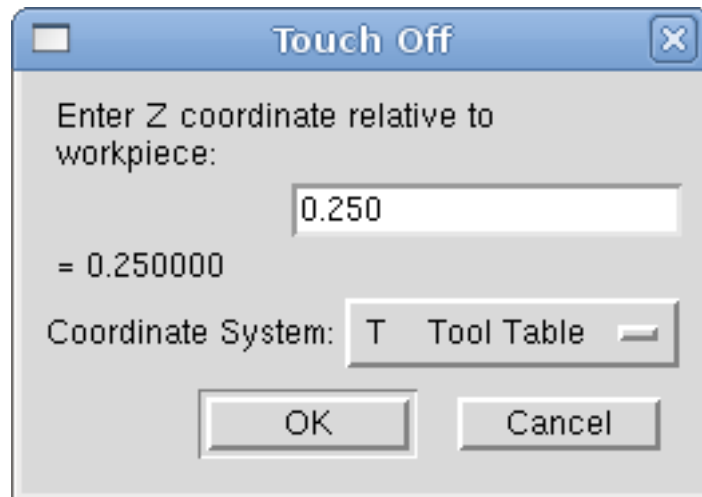 Touch Off
Enter Z coordinate relative to
workpiece:
0.250
= 0.250000
Coordinate System: T Tool Table
OK Cancel